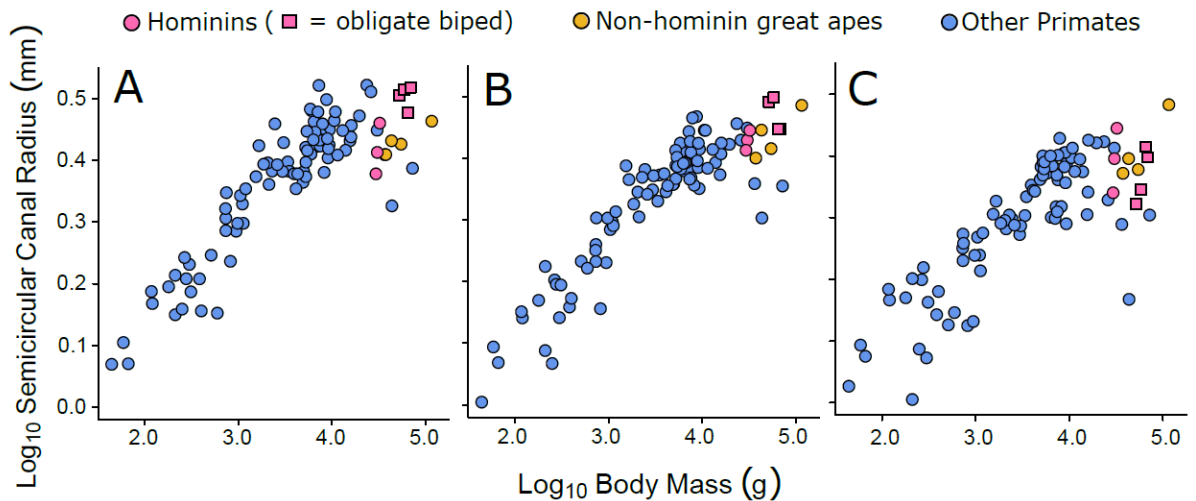 Hominins ( = obligate biped) Non-hominin great apes Other Primates
A B C
Log10 Semicircular Canal Radius (mm)
0.5
0.4
0.3
0.2
0.1
0.0
2.0 3.0 4.0 5.0 2.0 3.0 4.0 5.0 2.0 3.0 4.0 5.0
Log10 Body Mass (g)